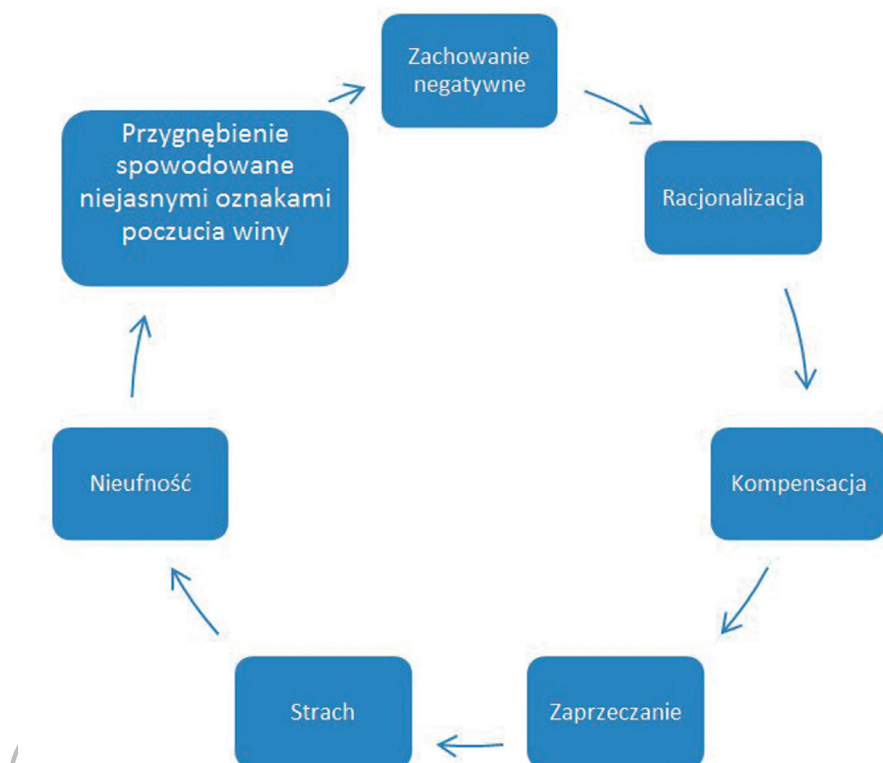 Zachowanie
negatywne
Racjonalizacja
Kompensacja
Zaprzeczanie
Strach
Nieufność
Przygnębienie
spowodowane
niejasnymi oznakami
poczucia winy